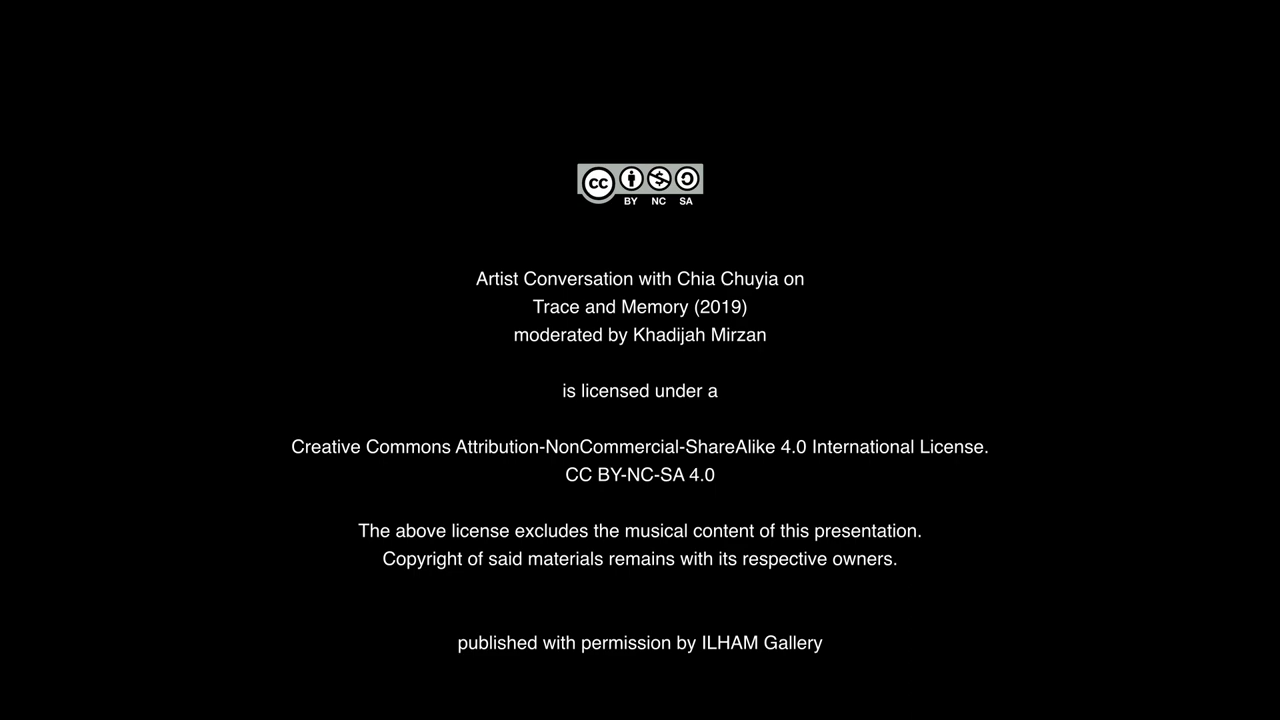 cc
BY NC SA
Artist Conversation with Chia Chuyia on
Trace and Memory (2019)
moderated by Khadijah Mirzan
is licensed under a
Creative Commons Attribution-NonCommercial-ShareAlike 4.0 International License.
CC BY-NC-SA 4.0
The above license excludes the musical content of this presentation.
Copyright of said materials remains with its respective owners.
published with permission by ILHAM Gallery